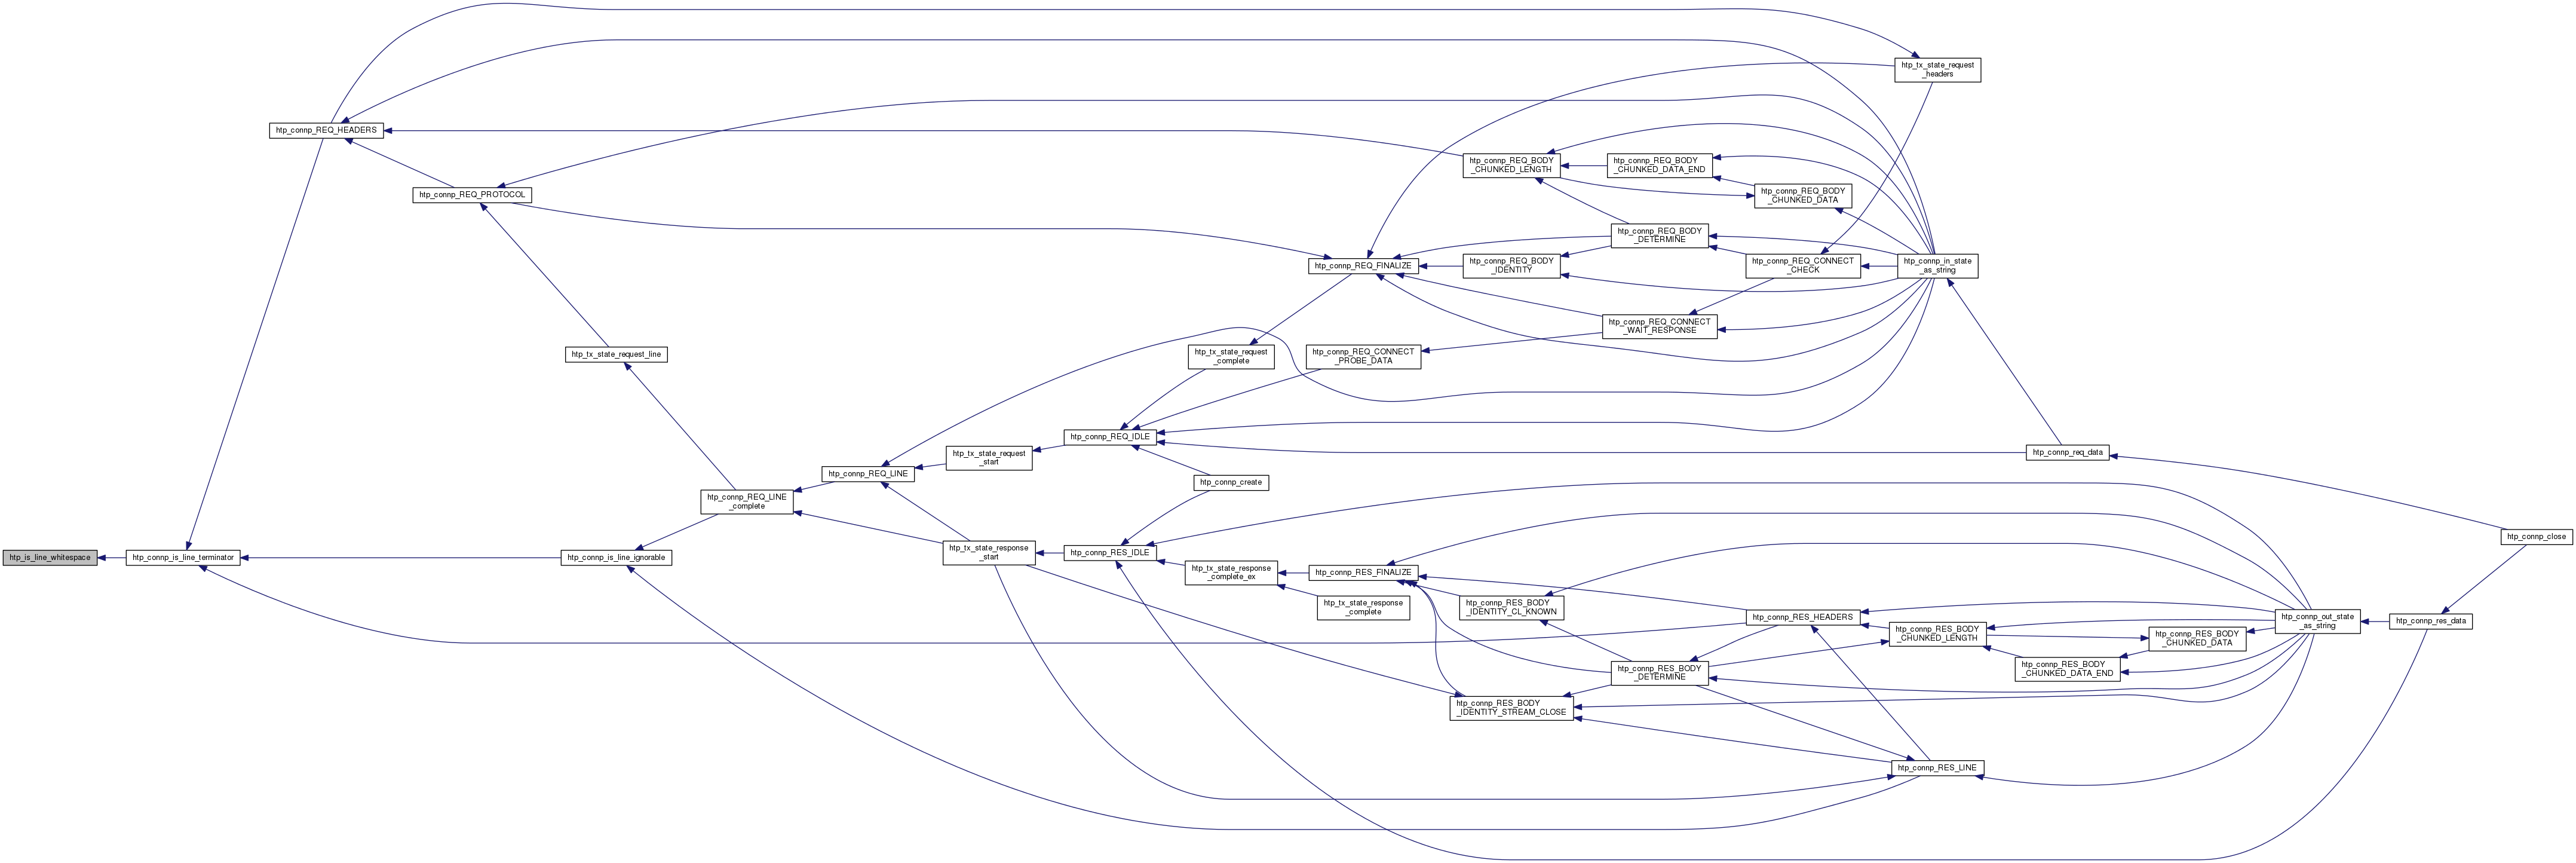 htp_tx_state_request
_headers
htp_connp_REQ_HEADERS
htp_connp_REQ_BODY
_CHUNKED_LENGTH
htp_connp_REQ_BODY
_CHUNKED_DATA_END
htp_connp_REQ_BODY
_CHUNKED_DATA
htp_connp_REQ_PROTOCOL
htp_connp_REQ_BODY
_DETERMINE
htp_connp_REQ_FINALIZE
htp_connp_REQ_BODY
_IDENTITY
htp_connp_REQ_CONNECT
_CHECK
htp_connp_in_state
_as_string
htp_connp_REQ_CONNECT
_WAIT_RESPONSE
htp_tx_state_request_line
htp_tx_state_request
_complete
htp_connp_REQ_CONNECT
_PROBE_DATA
htp_connp_REQ_IDLE
htp_tx_state_request
_start
htp_connp_req_data
htp_connp_REQ_LINE
htp_connp_create
htp_connp_REQ_LINE
_complete
htp_connp_close
htp_is_line_whitespace
htp_connp_is_line_terminator
htp_connp_is_line_ignorable
htp_tx_state_response
_start
htp_connp_RES_IDLE
htp_tx_state_response
_complete_ex
htp_connp_RES_FINALIZE
htp_tx_state_response
_complete
htp_connp_RES_BODY
_IDENTITY_CL_KNOWN
htp_connp_RES_HEADERS
htp_connp_RES_BODY
_CHUNKED_LENGTH
htp_connp_RES_BODY
_CHUNKED_DATA
htp_connp_out_state
_as_string
htp_connp_res_data
htp_connp_RES_BODY
_CHUNKED_DATA_END
htp_connp_RES_BODY
_DETERMINE
htp_connp_RES_BODY
_IDENTITY_STREAM_CLOSE
htp_connp_RES_LINE